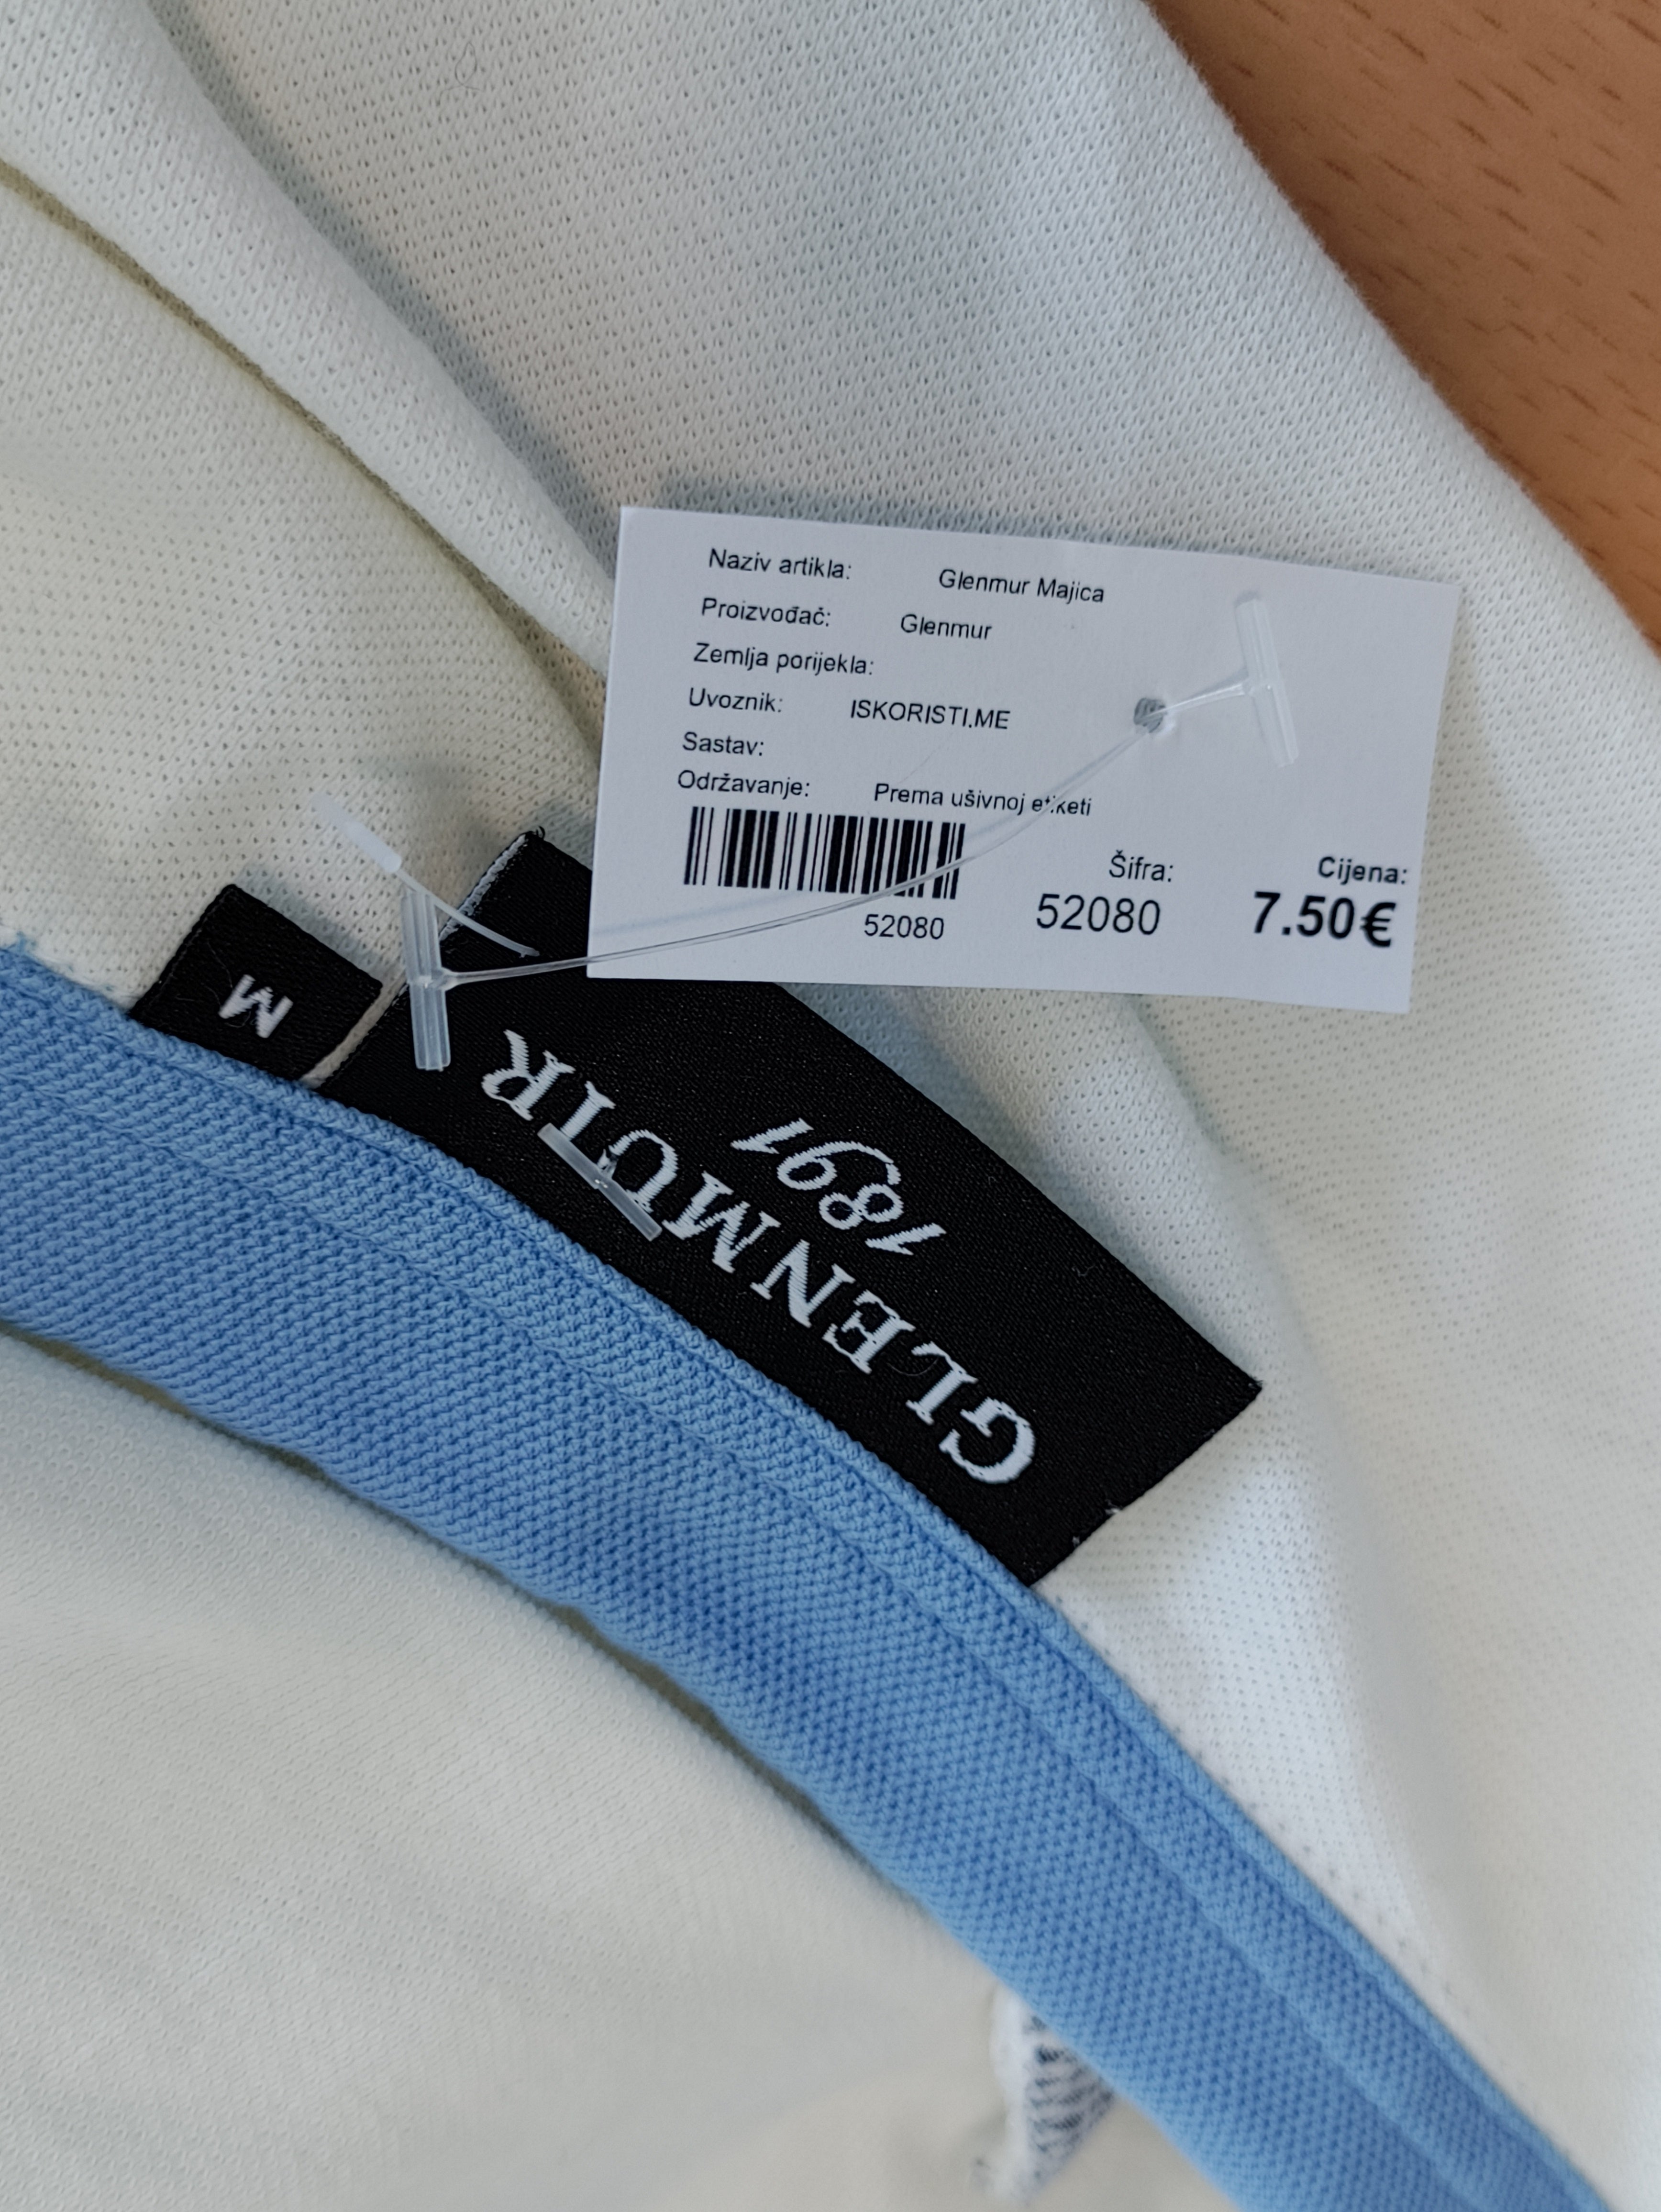 Naziv artikla: Glenmur Majica
Proizvođač: Glenmur
Zemlja porijekla:
Uvoznik: ISKORISTI.ME
Sastav:
Održavanje: Prema ušivnoj etiketi
52080
Šifra:
52080
Cijena:
7.50€
M
GLENMUIR
1891